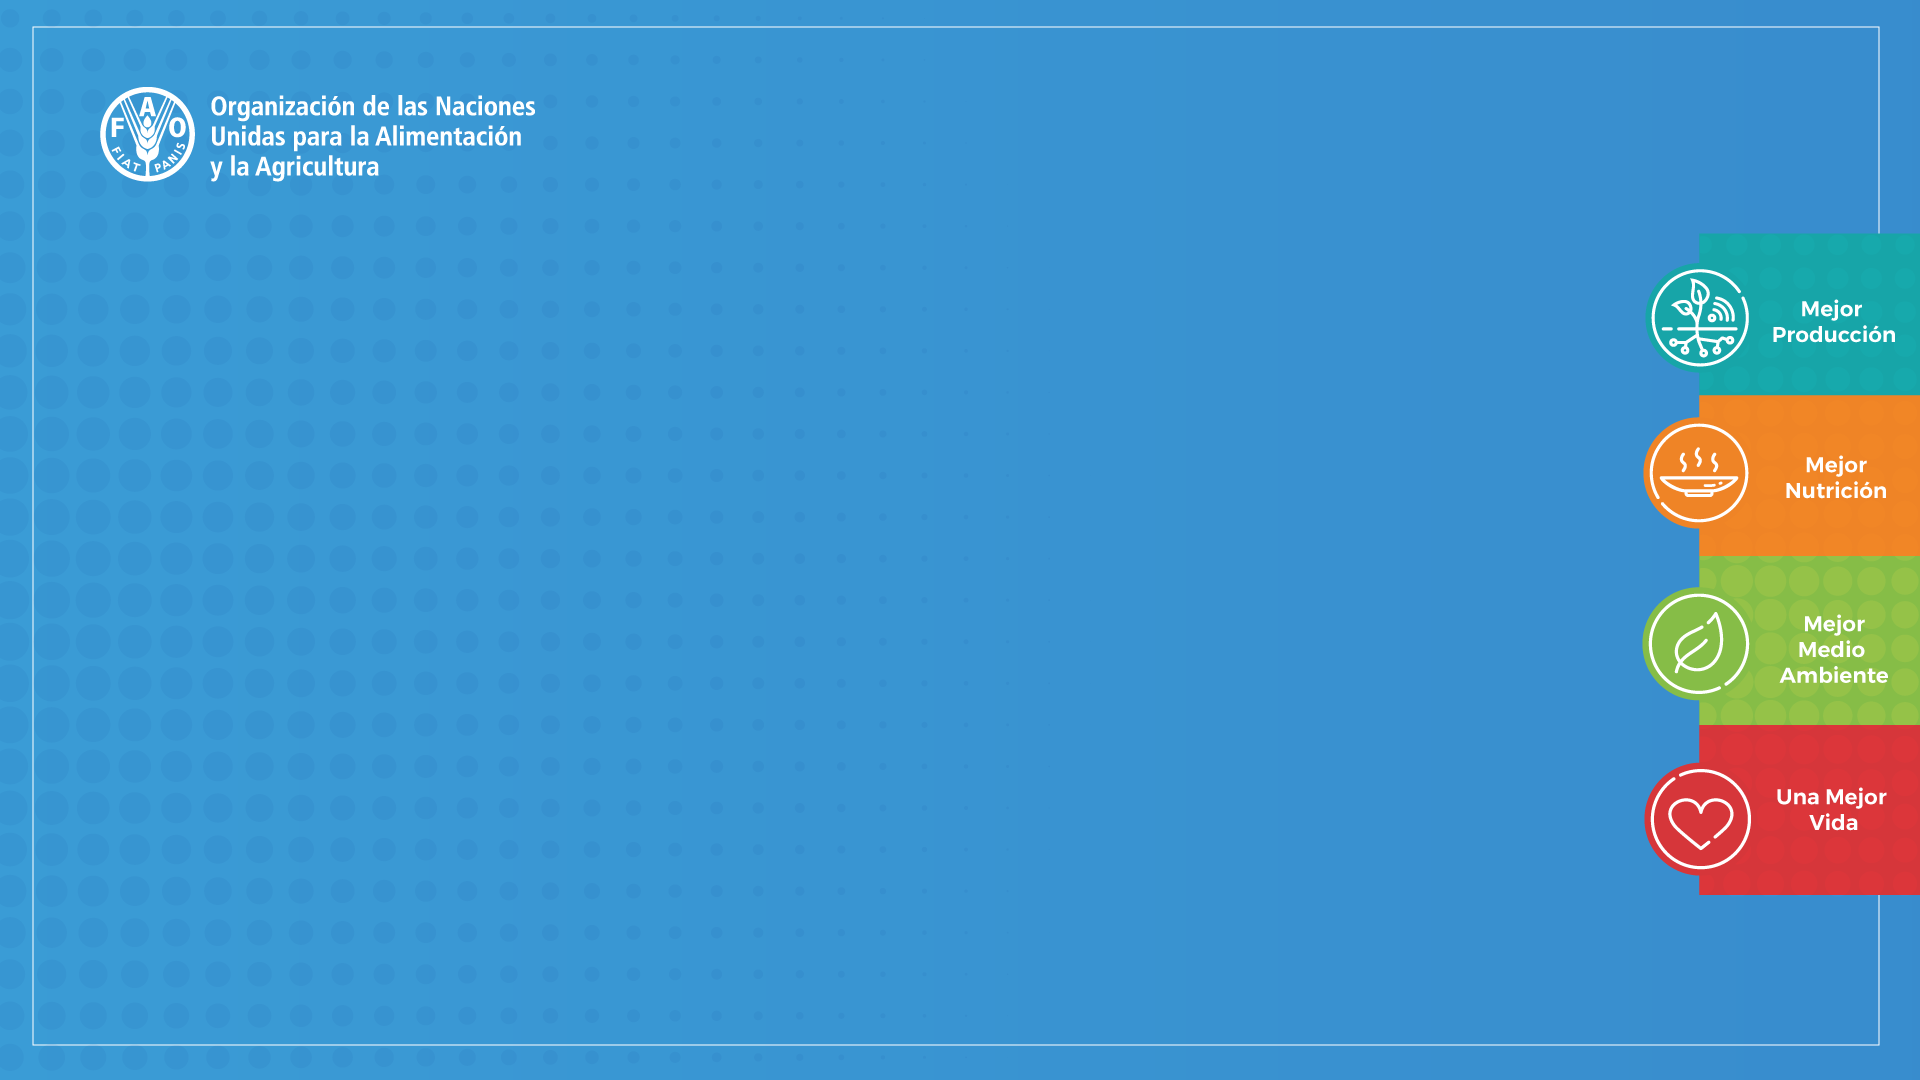 F A O
FIAT PANIS
Organización de las Naciones
Unidas para la Alimentación
y la Agricultura
Mejor
Producción
Mejor
Nutrición
Mejor
Medio
Ambiente
Una Mejor
Vida